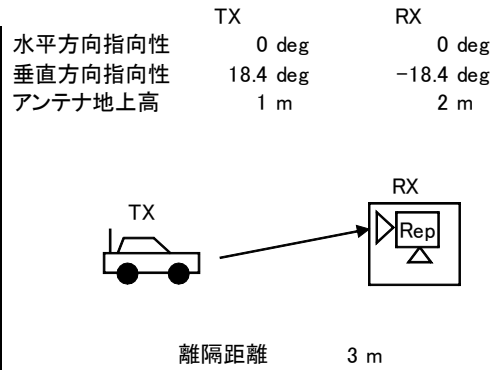 TX RX
水平方向指向性 0 deg 0 deg
垂直方向指向性 18.4 deg -18.4 deg
アンテナ地上高 1 m 2 m
RX
TX
Rep
離隔距離 3 m